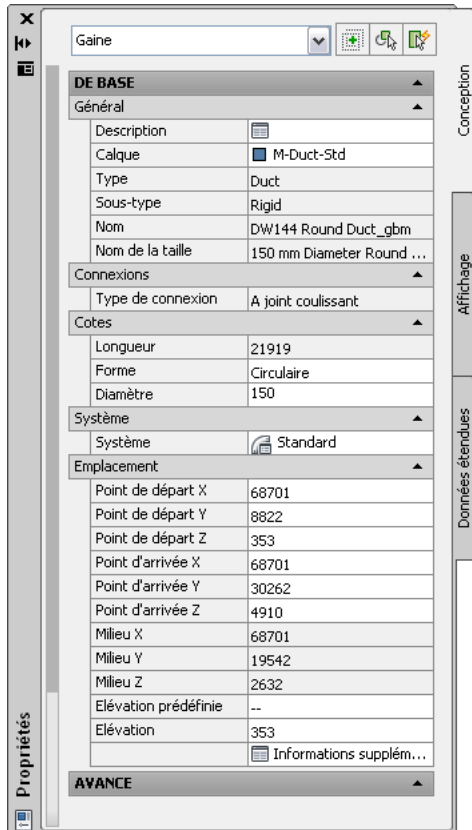 Gaine
DE BASE
Général
Description
Calque M-Duct-Std
Type Duct
Sous-type Rigid
Nom DW144 Round Duct_gbm
Nom de la taille 150 mm Diameter Round ...
Connexions
Type de connexion A joint coulissant
Cotes
Longueur 21919
Forme Circulaire
Diamètre 150
Système
Système Standard
Emplacement
Point de départ X 68701
Point de départ Y 8822
Point de départ Z 353
Point d'arrivée X 68701
Point d'arrivée Y 30262
Point d'arrivée Z 4910
Milieu X 68701
Milieu Y 19542
Milieu Z 2632
Elévation prédéfinie --
Elévation 353
Informations supplém...
AVANCE
Conception
Affichage
Données étendues
Propriétés